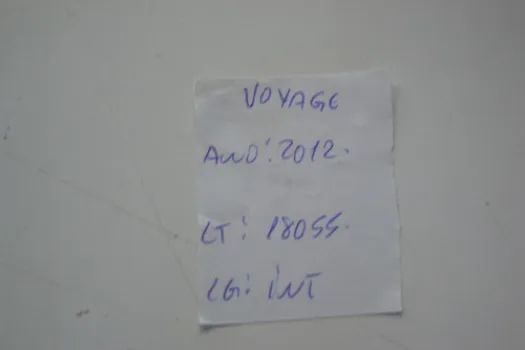 VOYAGE
ANO: 2012.
LT: 18055.
LG: INT